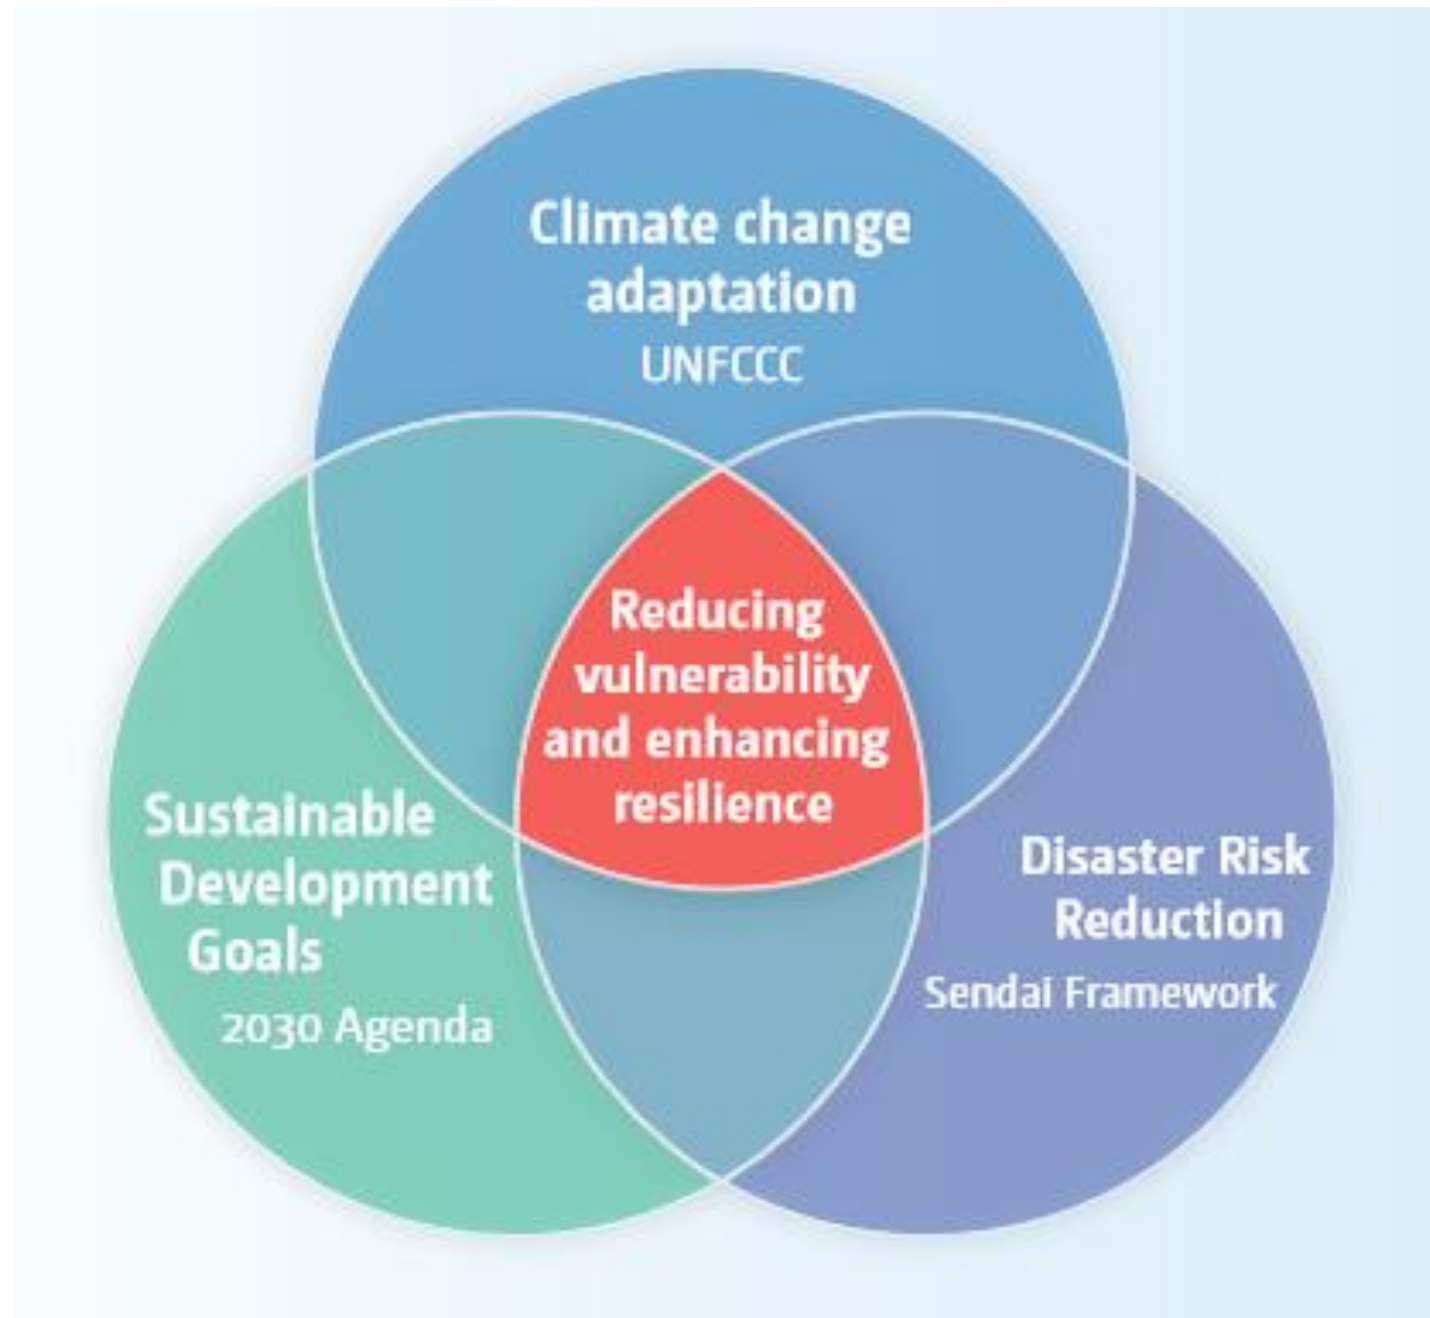 Climate change
adaptation
UNFCCC
Reducing
vulnerability
and enhancing
resilience
Sustainable
Development
Goals
2030 Agenda
Disaster Risk
Reduction
Sendai Framework